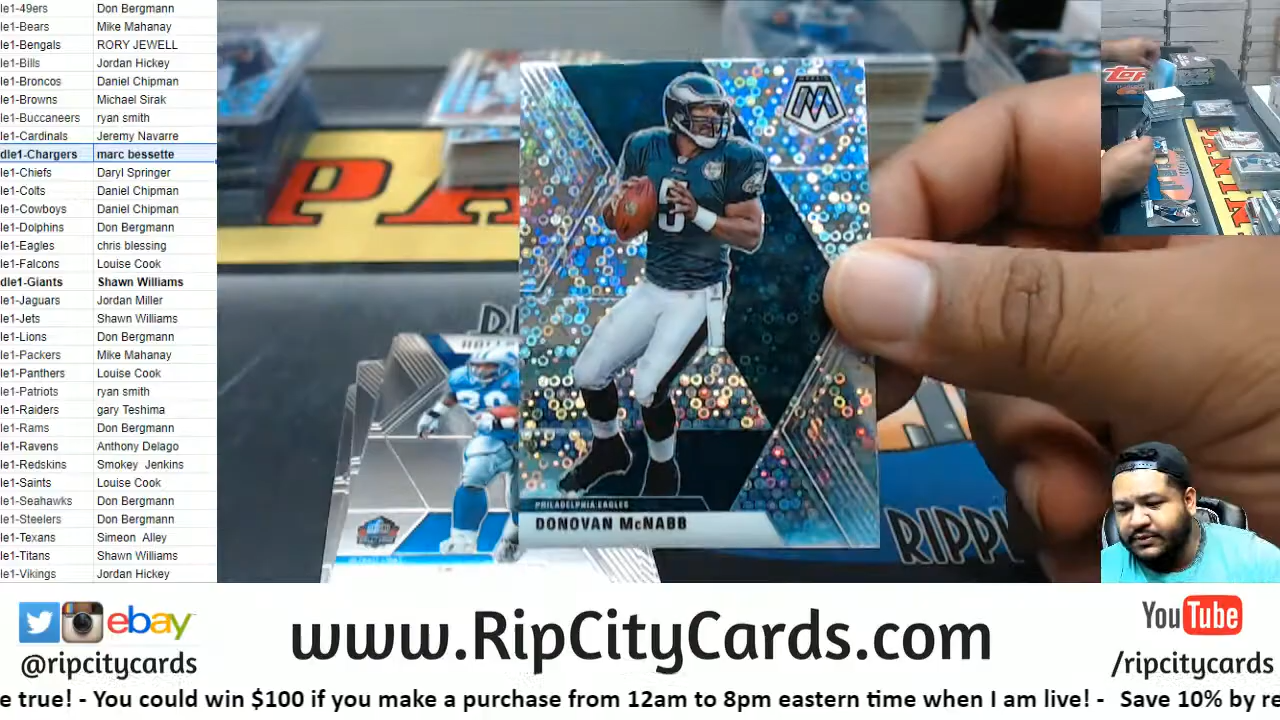 le1-49ers Don Bergmann
le1-Bears Mike Mahanay
le1-Bengals RORY JEWELL
le1-Bills Jordan Hickey
le1-Broncos Daniel Chipman
le1-Browns Michael Sirak
le1-Buccaneers ryan smith
le1-Cardinals Jeremy Navarre
dle1-Chargers marc bessette
le1-Chiefs Daryl Springer
le1-Colts Daniel Chipman
le1-Cowboys Daniel Chipman
le1-Dolphins Don Bergmann
le1-Eagles chris blessing
le1-Falcons Louise Cook
dle1-Giants Shawn Williams
le1-Jaguars Jordan Miller
le1-Jets Shawn Williams
le1-Lions Don Bergmann
le1-Packers Mike Mahanay
le1-Panthers Louise Cook
le1-Patriots ryan smith
le1-Raiders gary Teshima
le1-Rams Don Bergmann
le1-Ravens Anthony Delago
le1-Redskins Smokey Jenkins
le1-Saints Louise Cook
le1-Seahawks Don Bergmann
le1-Steelers Don Bergmann
le1-Texans Simeon Alley
le1-Titans Shawn Williams
le1-Vikings Jordan Hickey
PA
MOSAIC
M
5
20
PHILADELPHIA EAGLES
DONOVAN McNABB
RIPP
TOP
PANIN
ebay
@ripcitycards
www.RipCityCards.com
YouTube
/ripcitycards
e true! - You could win $100 if you make a purchase from 12am to 8pm eastern time when I am live! - Save 10% by re